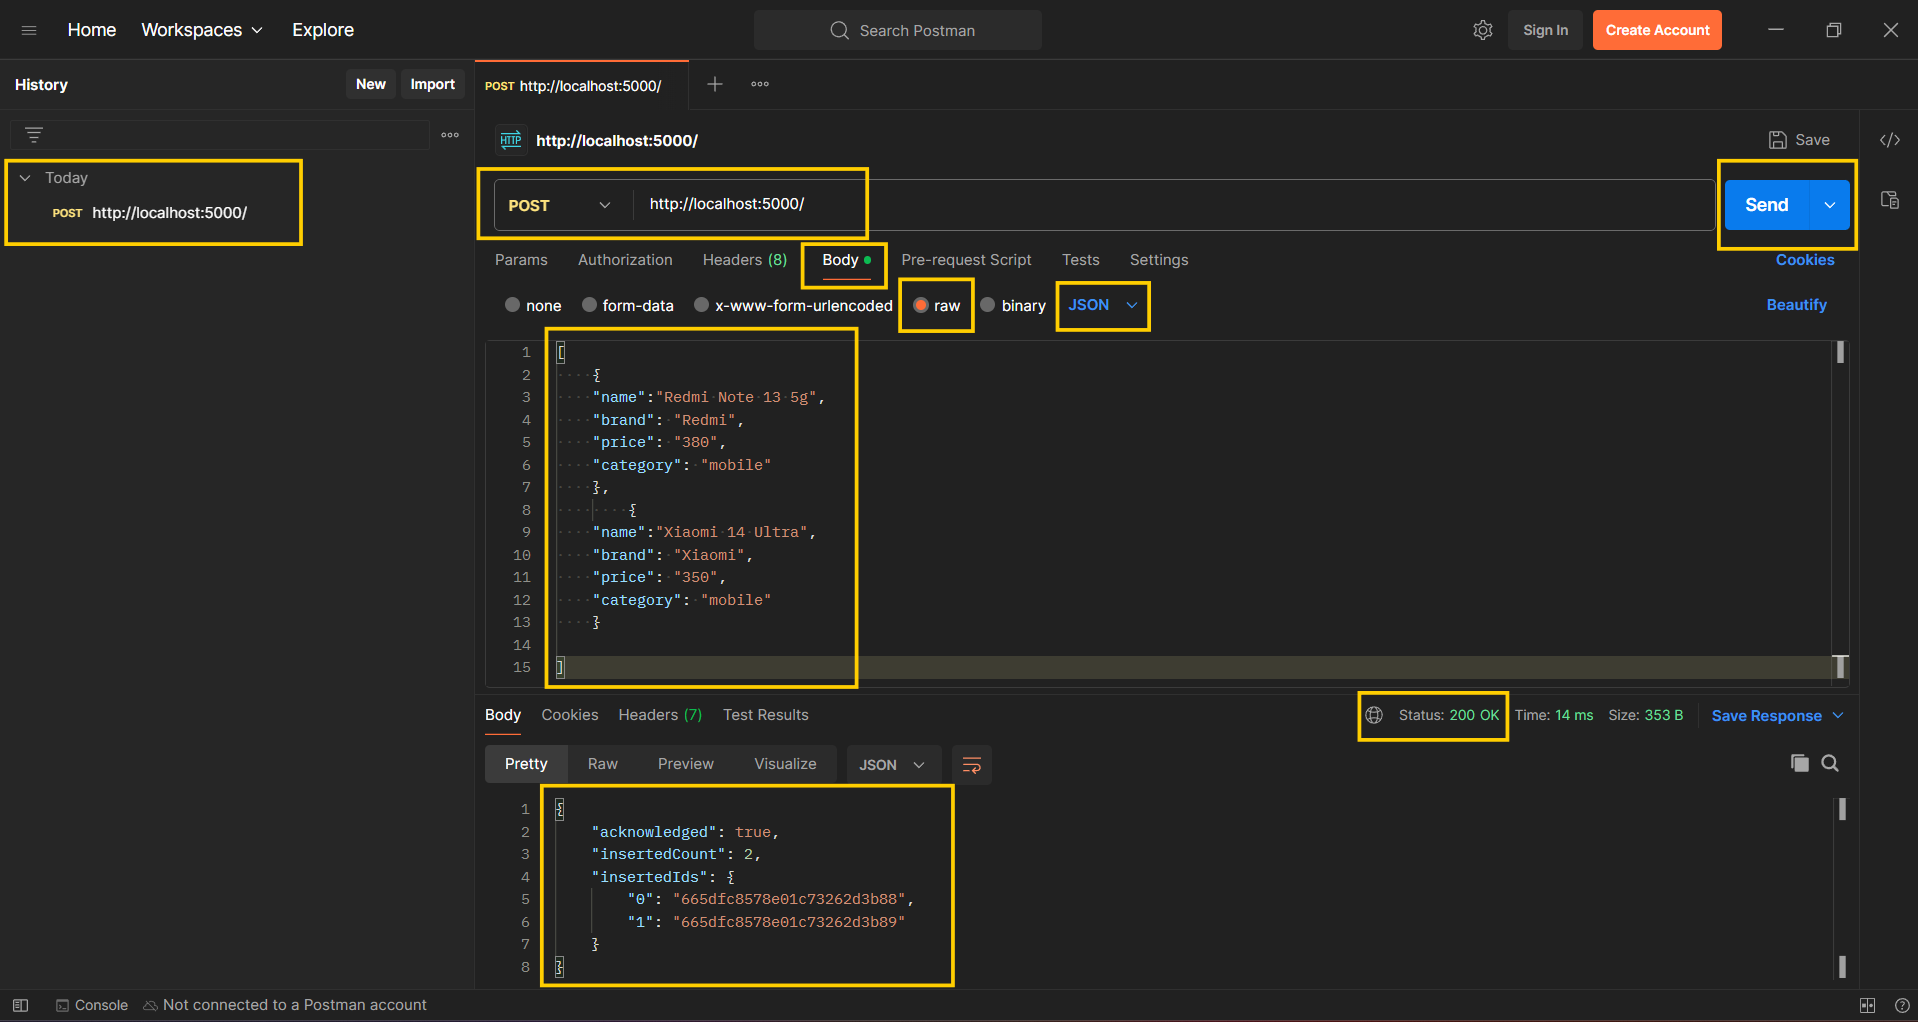 Home Workspaces Explore
Search Postman
Sign In Create Account
History New Import
POST http://localhost:5000/
HTTP http://localhost:5000/
Save
Today
POST http://localhost:5000/
POST http://localhost:5000/
Send
Params Authorization Headers (8) Body Pre-request Script Tests Settings
Cookies
none form-data x-www-form-urlencoded raw binary JSON
Beautify
1 [
2 {
3 "name":"Redmi Note 13 5g",
4 "brand": "Redmi",
5 "price": "380",
6 "category": "mobile"
7 },
8 {
9 "name":"Xiaomi 14 Ultra",
10 "brand": "Xiaomi",
11 "price": "350",
12 "category": "mobile"
13 }
14
15 ]
Body Cookies Headers (7) Test Results
Status: 200 OK Time: 14 ms Size: 353 B Save Response
Pretty Raw Preview Visualize JSON
1 {
2 "acknowledged": true,
3 "insertedCount": 2,
4 "insertedIds": {
5 "0": "665dfc8578e01c73262d3b88",
6 "1": "665dfc8578e01c73262d3b89"
7 }
8 }
Console Not connected to a Postman account